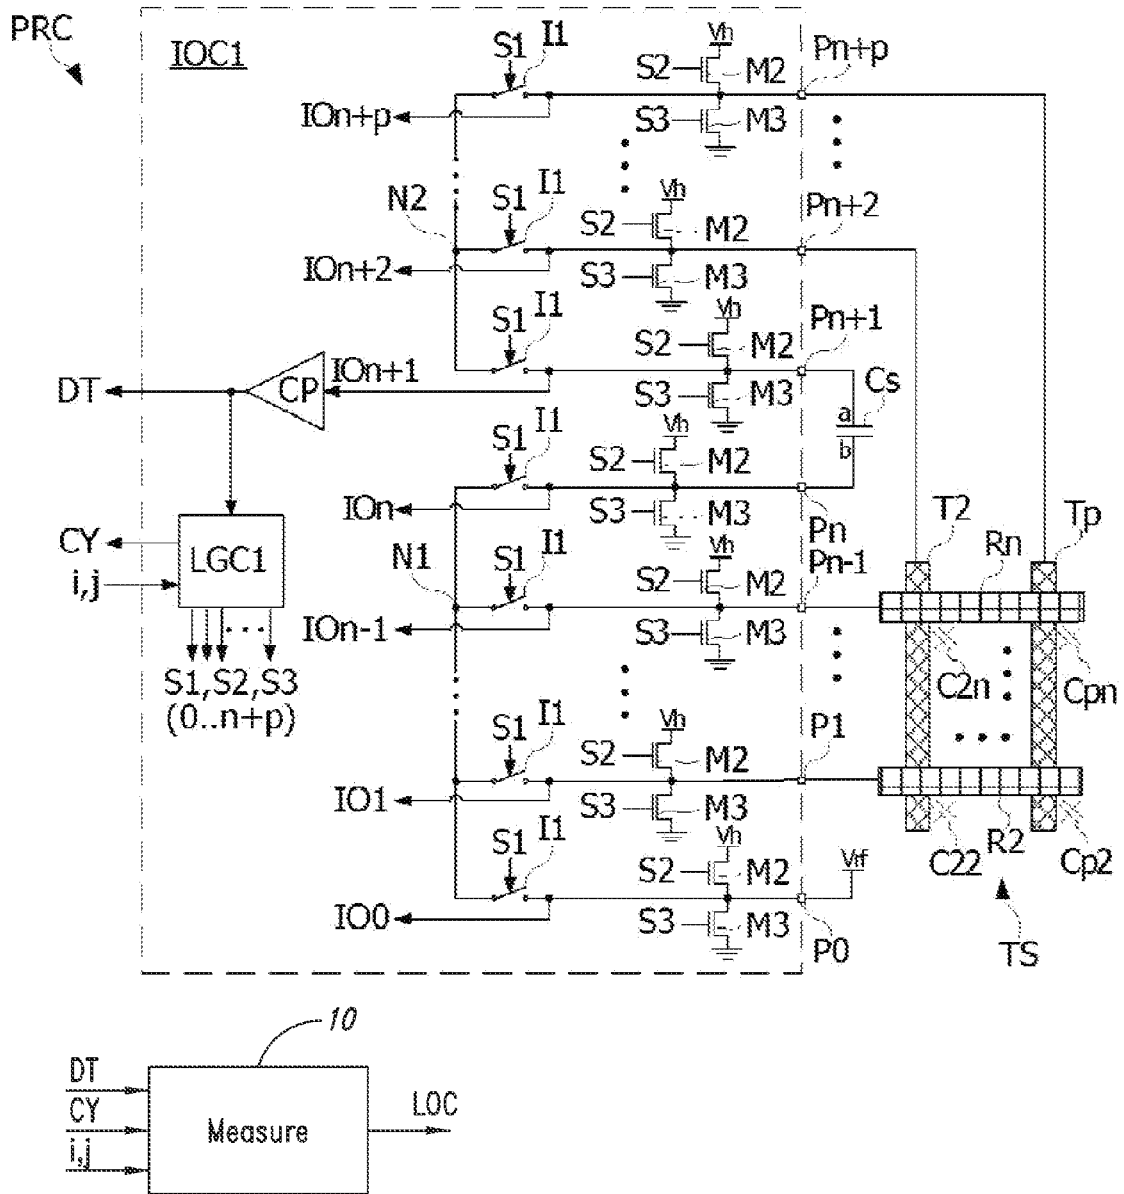 PRC
IOC1
S1 I1 Vh Pn+p
S2 M2
IOn+p S3 M3
N2 S1 I1 Vh Pn+2
S2 M2
IOn+2 S3 M3
S1 I1 Vh Pn+1
S2 M2
DT CP IOn+1 S3 M3 Cs
a
b
S1 I1 Vh
S2 M2
IOn S3 M3 Pn
CY LGC1 N1 S1 I1 Vh Pn-1 T2 Rn Tp
i,j S2 M2
IOn-1 S3 M3
S1,S2,S3
(0..n+p)
C2n Cpn
S1 I1 Vh P1
S2 M2
IO1 S3 M3
R2
C22 Cp2
S1 I1 Vh Vrf
S2 M2
IO0 S3 M3 P0
TS
10
DT
CY
i,j
Measure
LOC